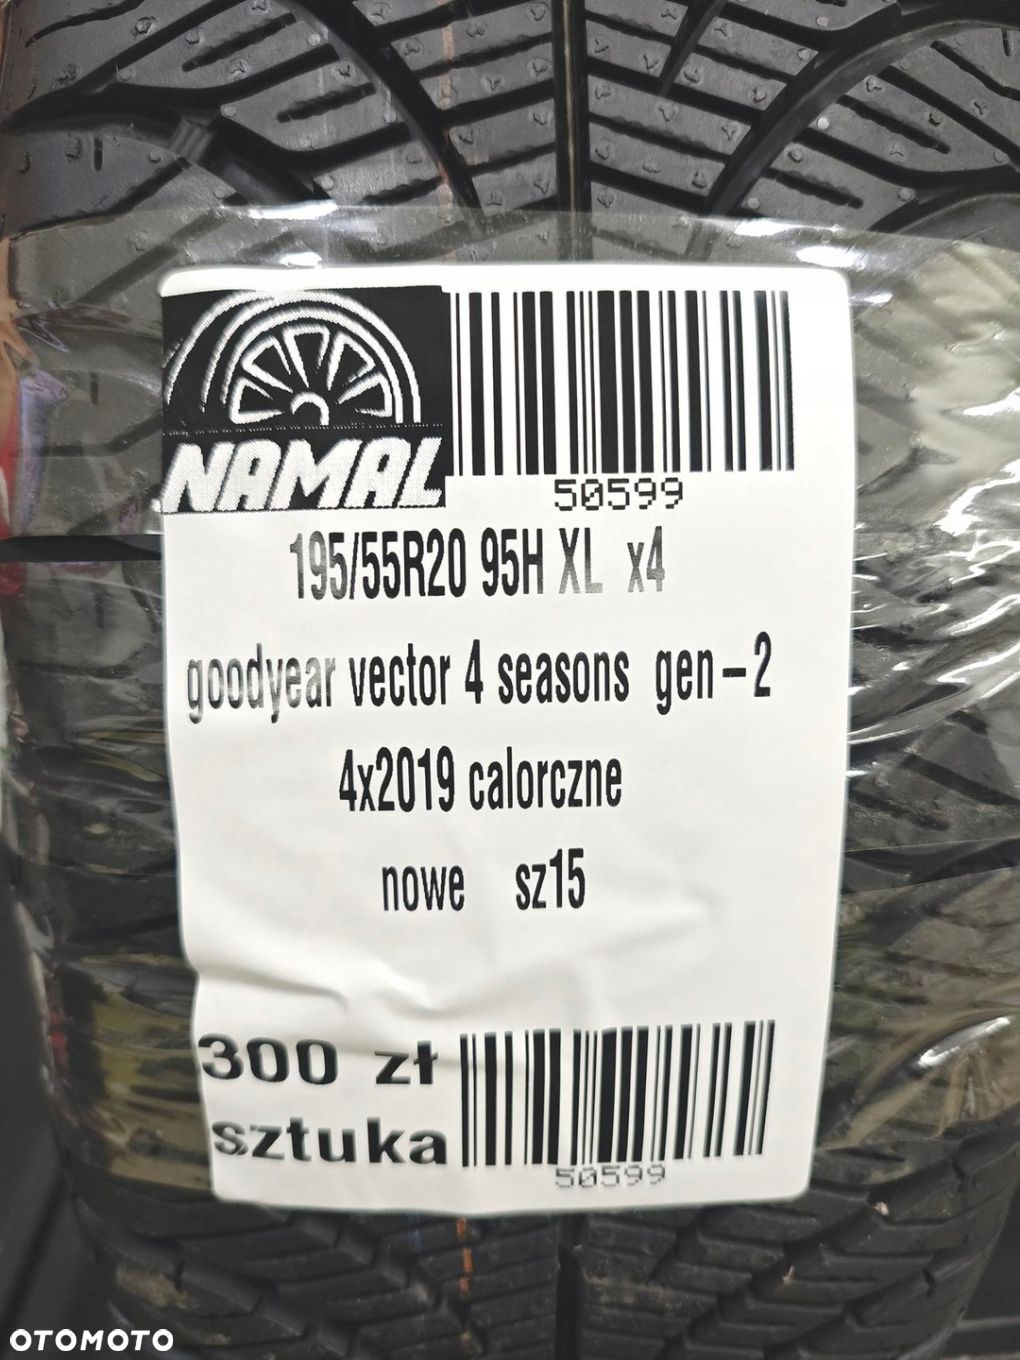 NAMAL
50599
195/55R20 95H XL x4
goodyear vector 4 seasons gen-2
4x2019 calorczne
nowe sz15
300 zł
sztuka
50599
OTOMOTO